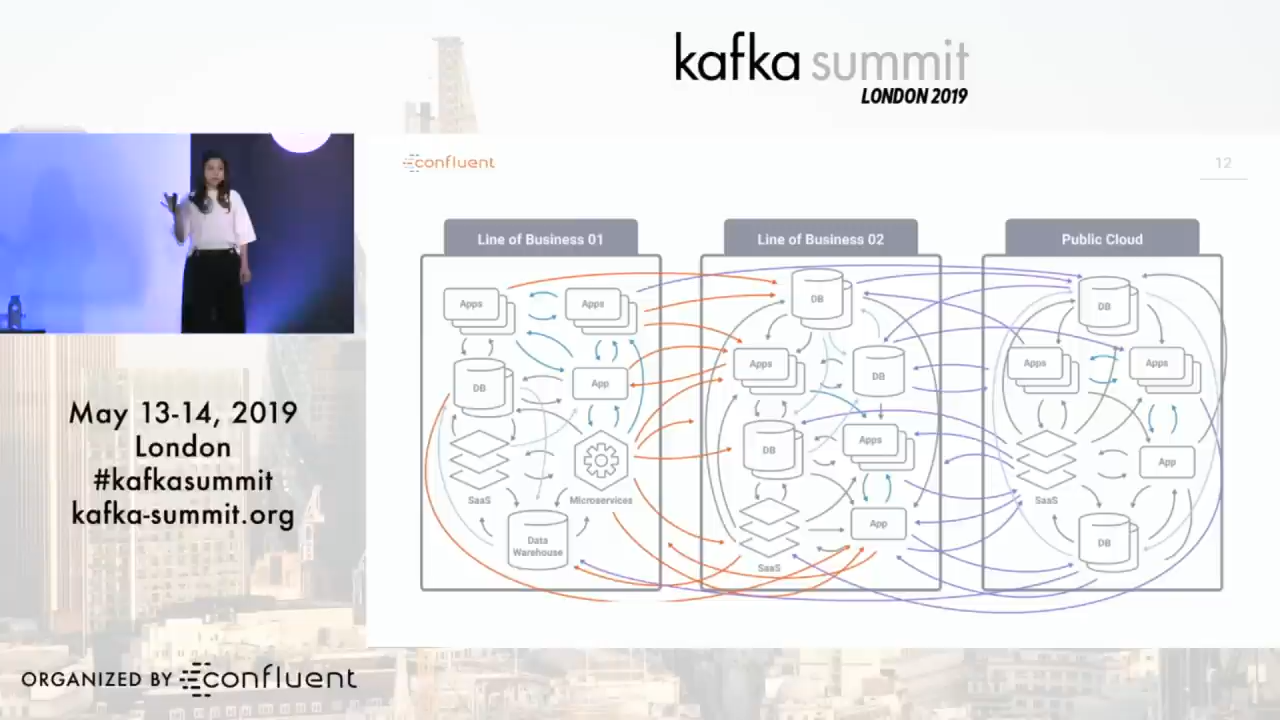 kafka summit
LONDON 2019
confluent
12
Line of Business 01
Line of Business 02
Public Cloud
Apps
Apps
DB
App
SaaS
Microservices
Data
Warehouse
DB
Apps
DB
DB
Apps
App
SaaS
DB
Apps
Apps
SaaS
App
DB
May 13-14, 2019
London
#kafkasummit
kafka-summit.org
ORGANIZED BY confluent